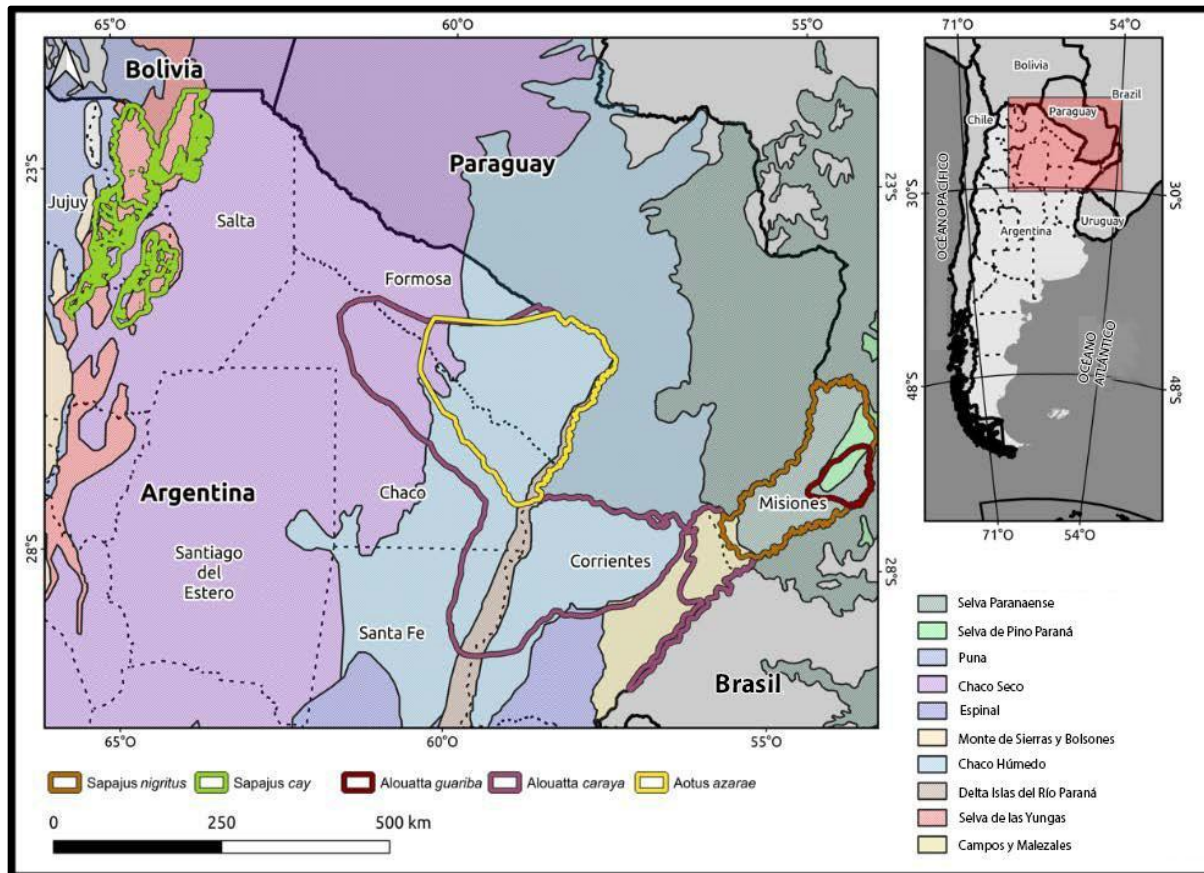 65°O
60°O
55°O
Bolivia
23°S
23°S
Paraguay
Jujuy
Salta
Formosa
Argentina
Chaco
Misiones
28°S
28°S
Santiago
del
Estero
Corrientes
Santa Fe
Brasil
65°O
60°O
55°O
Sapajus nigritus
Sapajus cay
Alouatta guariba
Alouatta caraya
Aotus azarae
0
250
500 km
71°O
54°O
Bolivia
Brazil
Paraguay
Chile
30°S
30°S
Uruguay
Argentina
OCÉANOPACÍFICO
OCÉANO
ATLÁNTICO
48°S
48°S
71°O
54°O
Selva Paranaense
Selva de Pino Paraná
Puna
Chaco Seco
Espinal
Monte de Sierras y Bolsones
Chaco Húmedo
Delta Islas del Río Paraná
Selva de las Yungas
Campos y Malezales